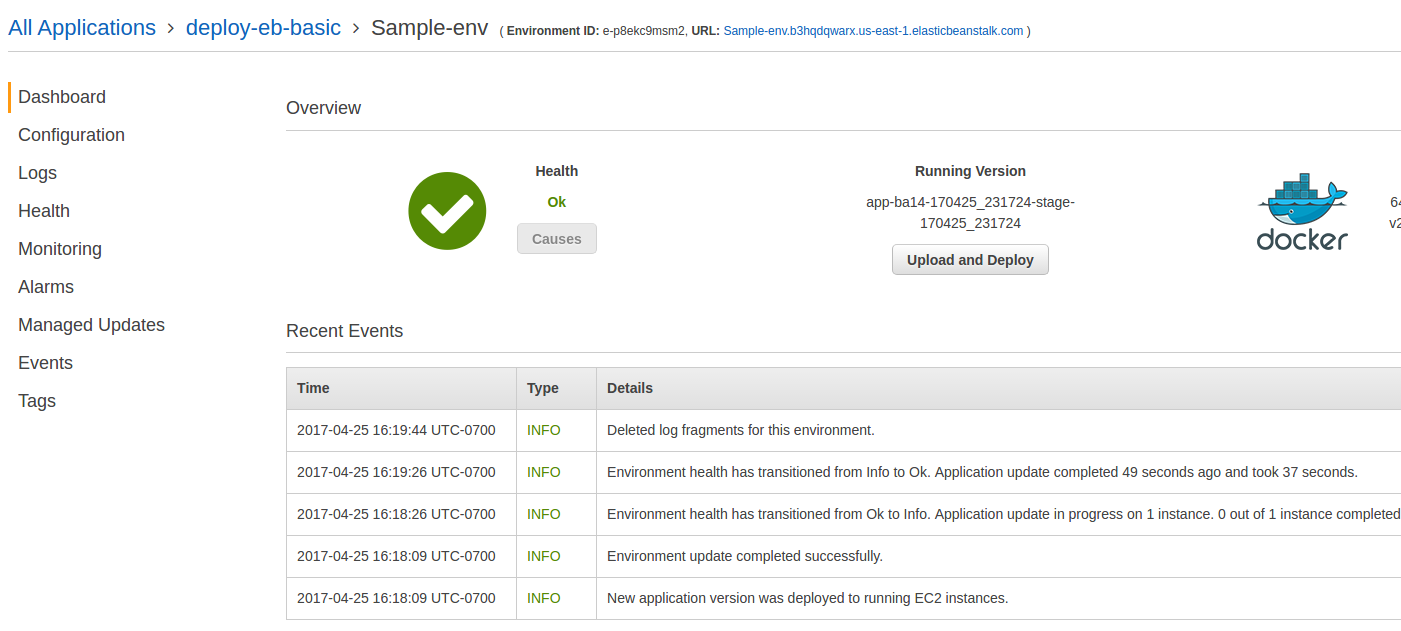 All Applications > deploy-eb-basic > Sample-env ( Environment ID: e-p8ekc9msm2, URL: Sample-env.b3hqdqwarx.us-east-1.elasticbeanstalk.com )
Dashboard
Configuration
Logs
Health
Monitoring
Alarms
Managed Updates
Events
Tags
Overview
Health
Ok
Causes
Running Version
app-ba14-170425_231724-stage-
170425_231724
Upload and Deploy
docker
64
v2
Recent Events
Time Type Details
2017-04-25 16:19:44 UTC-0700 INFO Deleted log fragments for this environment.
2017-04-25 16:19:26 UTC-0700 INFO Environment health has transitioned from Info to Ok. Application update completed 49 seconds ago and took 37 seconds.
2017-04-25 16:18:26 UTC-0700 INFO Environment health has transitioned from Ok to Info. Application update in progress on 1 instance. 0 out of 1 instance completed
2017-04-25 16:18:09 UTC-0700 INFO Environment update completed successfully.
2017-04-25 16:18:09 UTC-0700 INFO New application version was deployed to running EC2 instances.